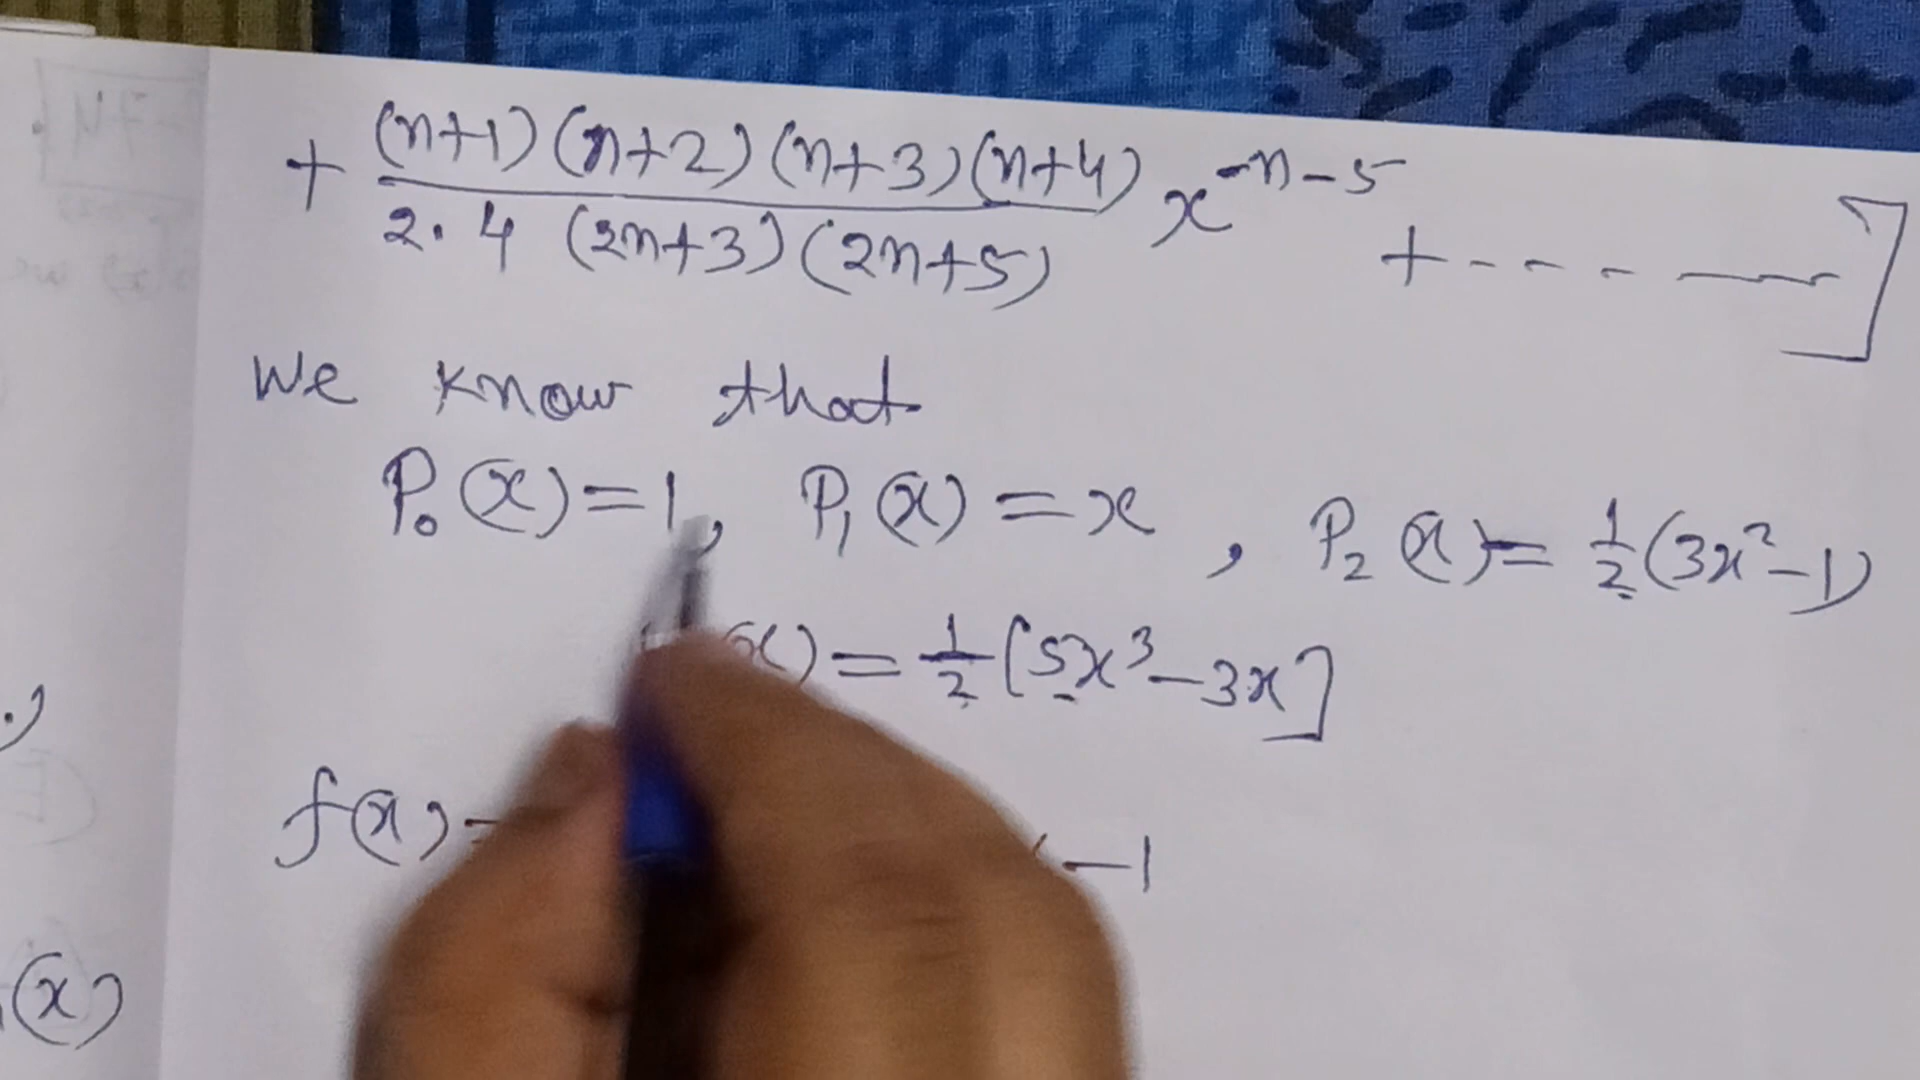 + (n+1)(n+2)(n+3)(n+4) / 2·4 (2n+3)(2n+5) x^{-n-5} + - - - - ]
We know that
P₀(x)=1, P₁(x)=x, P₂(x)=½(3x²-1)
(x)=½[5x³-3x]
f(x)= -1
(x)